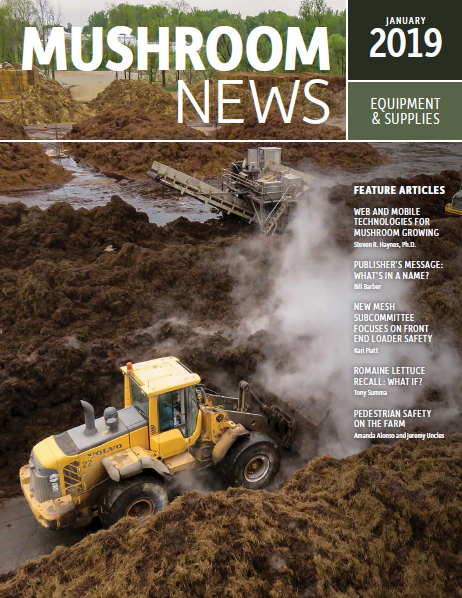 MUSHROOM
NEWS
JANUARY
2019
EQUIPMENT
& SUPPLIES
FEATURE ARTICLES
WEB AND MOBILE
TECHNOLOGIES FOR
MUSHROOM GROWING
Steven R. Haynes, Ph.D.
PUBLISHER'S MESSAGE:
WHAT'S IN A NAME?
Bill Barber
NEW MESH
SUBCOMMITTEE
FOCUSES ON FRONT
END LOADER SAFETY
Kari Piett
ROMAINE LETTUCE
RECALL: WHAT IF?
Tony Summa
PEDESTRIAN SAFETY
ON THE FARM
Amanda Alonso and Jeremy Uncles
VOLVO
22